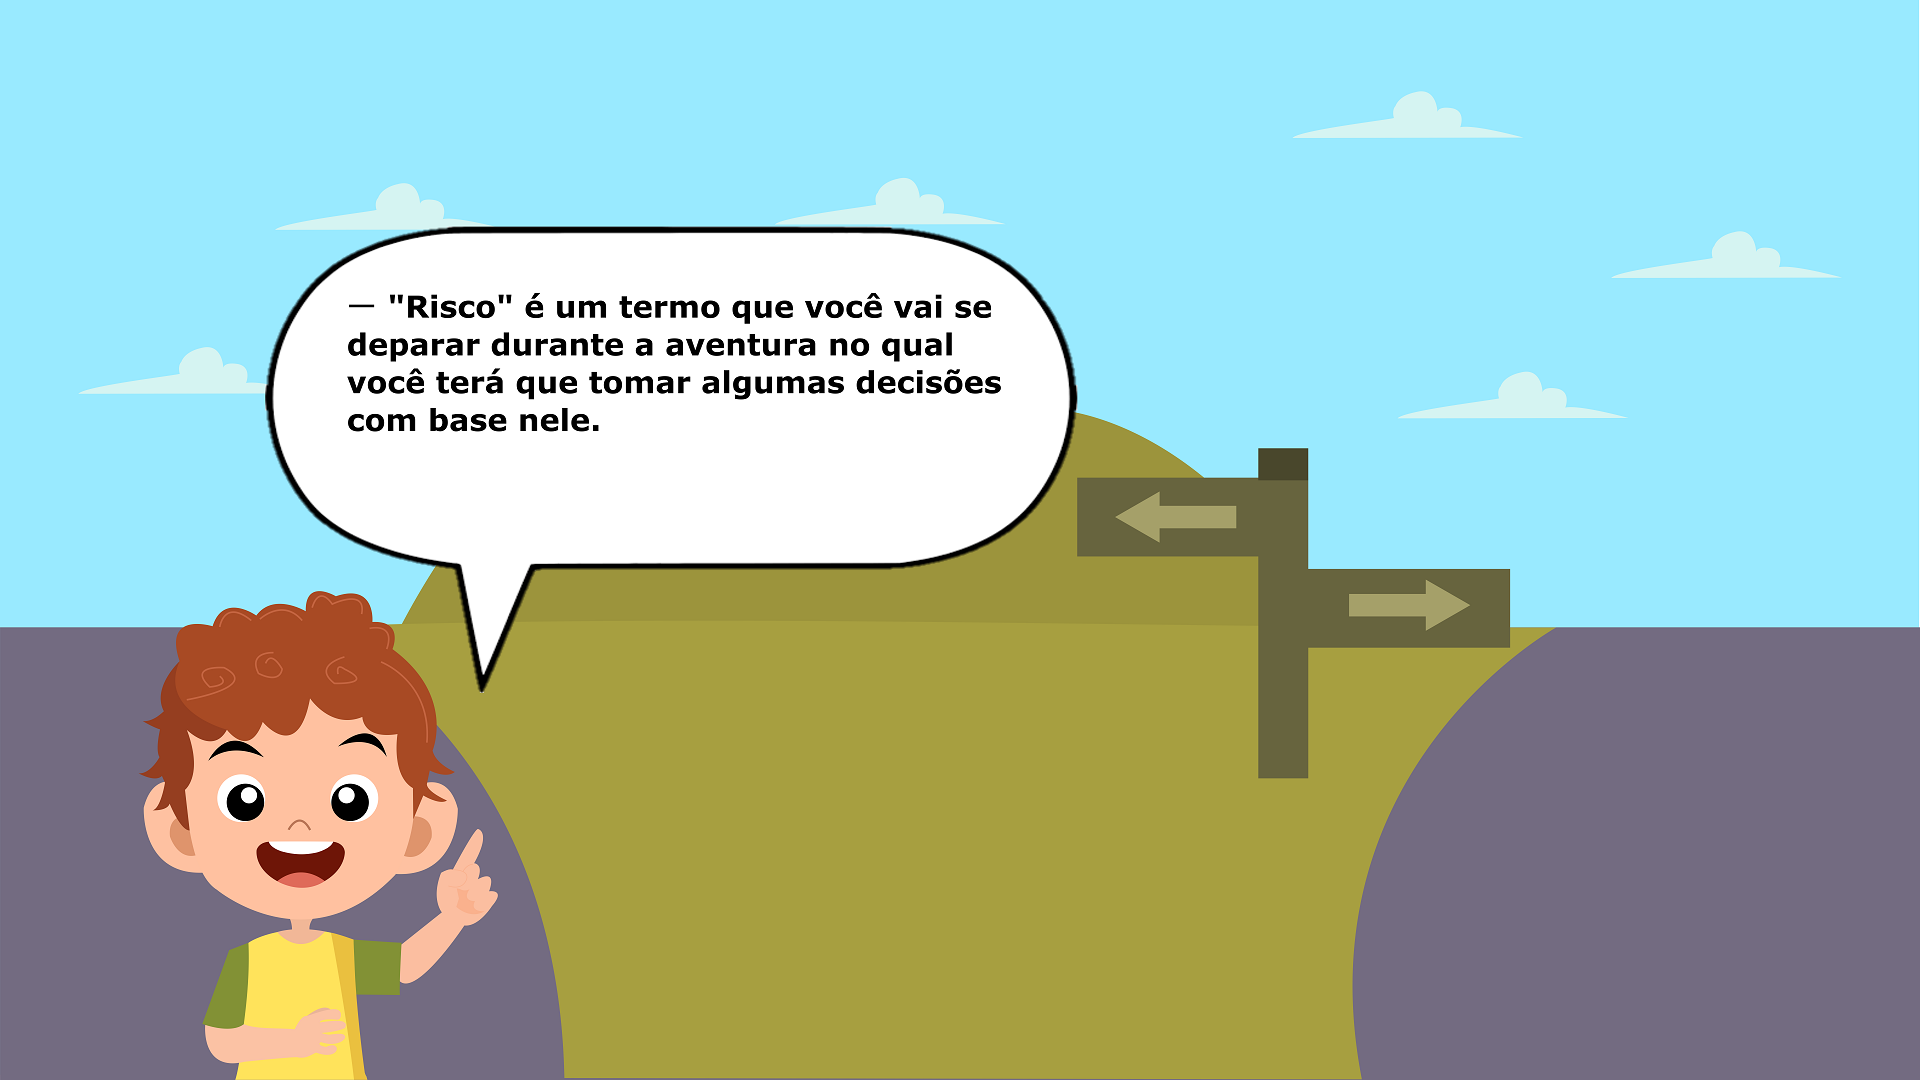 — "Risco" é um termo que você vai se
deparar durante a aventura no qual
você terá que tomar algumas decisões
com base nele.